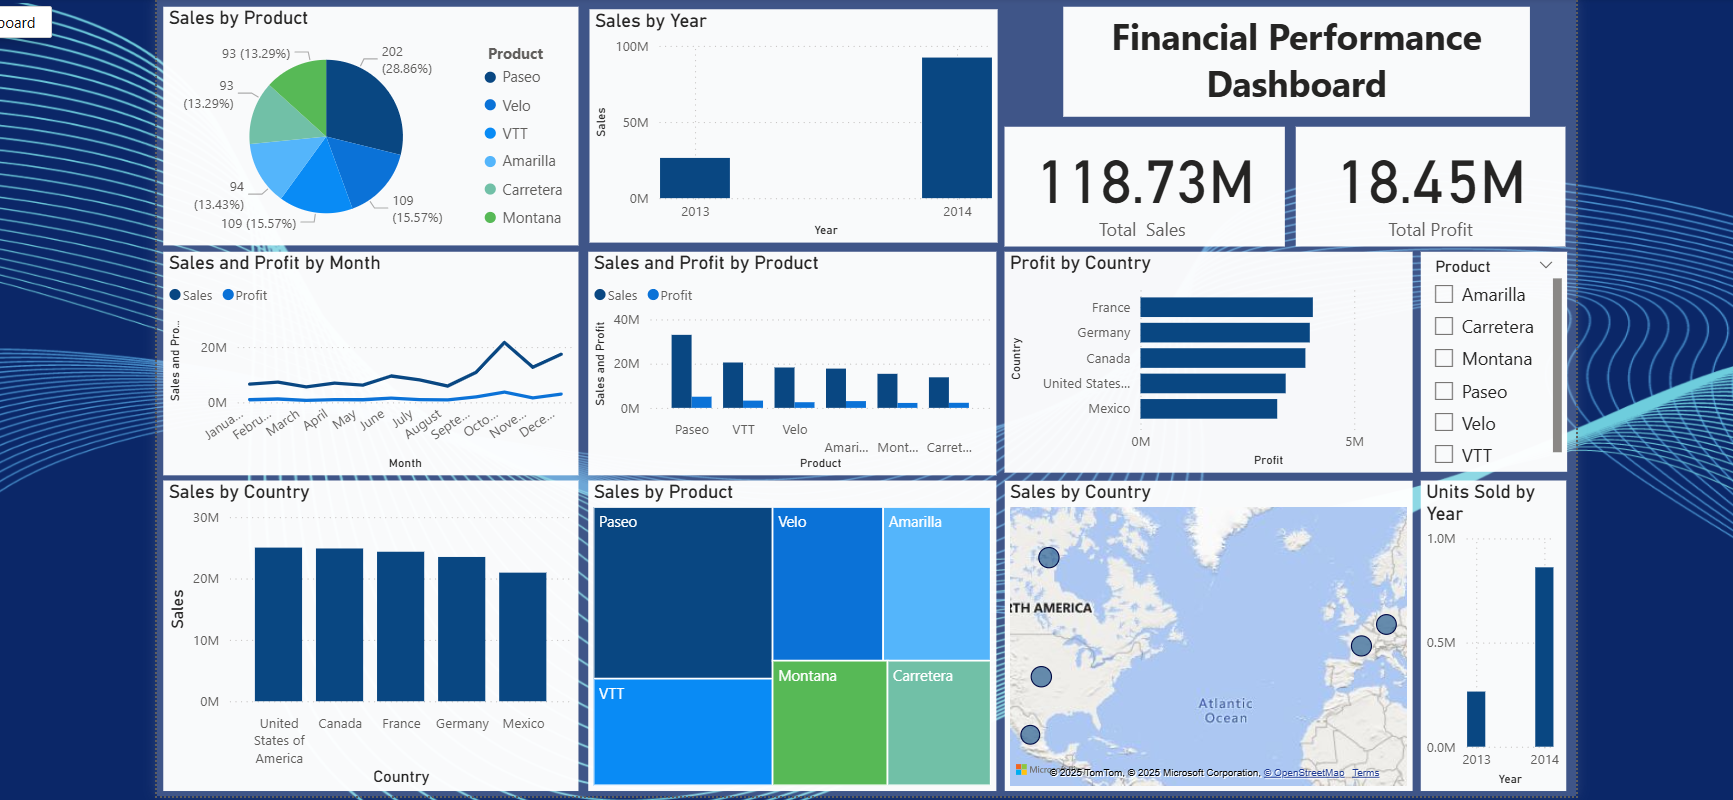 board
Sales by Product
93 (13.29%)
202
(28.86%)
93
(13.29%)
94
(13.43%)
109 (15.57%)
109
(15.57%)
Product
Paseo
Velo
VTT
Amarilla
Carretera
Montana
Sales by Year
100M
50M
0M
Sales
2013
2014
Year
Financial Performance
Dashboard
118.73M
Total Sales
18.45M
Total Profit
Sales and Profit by Month
Sales
Profit
Sales and Pro...
20M
0M
Janua...
Febru...
March
April
May
June
July
August
Septe...
Octo...
Nove...
Dece...
Month
Sales and Profit by Product
Sales
Profit
Sales and Profit
40M
20M
0M
Paseo
VTT
Velo
Amari...
Mont...
Carret...
Product
Profit by Country
Country
France
Germany
Canada
United States...
Mexico
0M
5M
Profit
Product
Amarilla
Carretera
Montana
Paseo
Velo
VTT
Sales by Country
30M
20M
10M
0M
Sales
United
States of
America
Canada
France
Germany
Mexico
Country
Sales by Product
Paseo
Velo
Amarilla
VTT
Montana
Carretera
Sales by Country
RTH AMERICA
Atlantic
Ocean
© 2025 TomTom, © 2025 Microsoft Corporation, © OpenStreetMap Terms
Units Sold by
Year
1.0M
0.5M
0.0M
2013
2014
Year